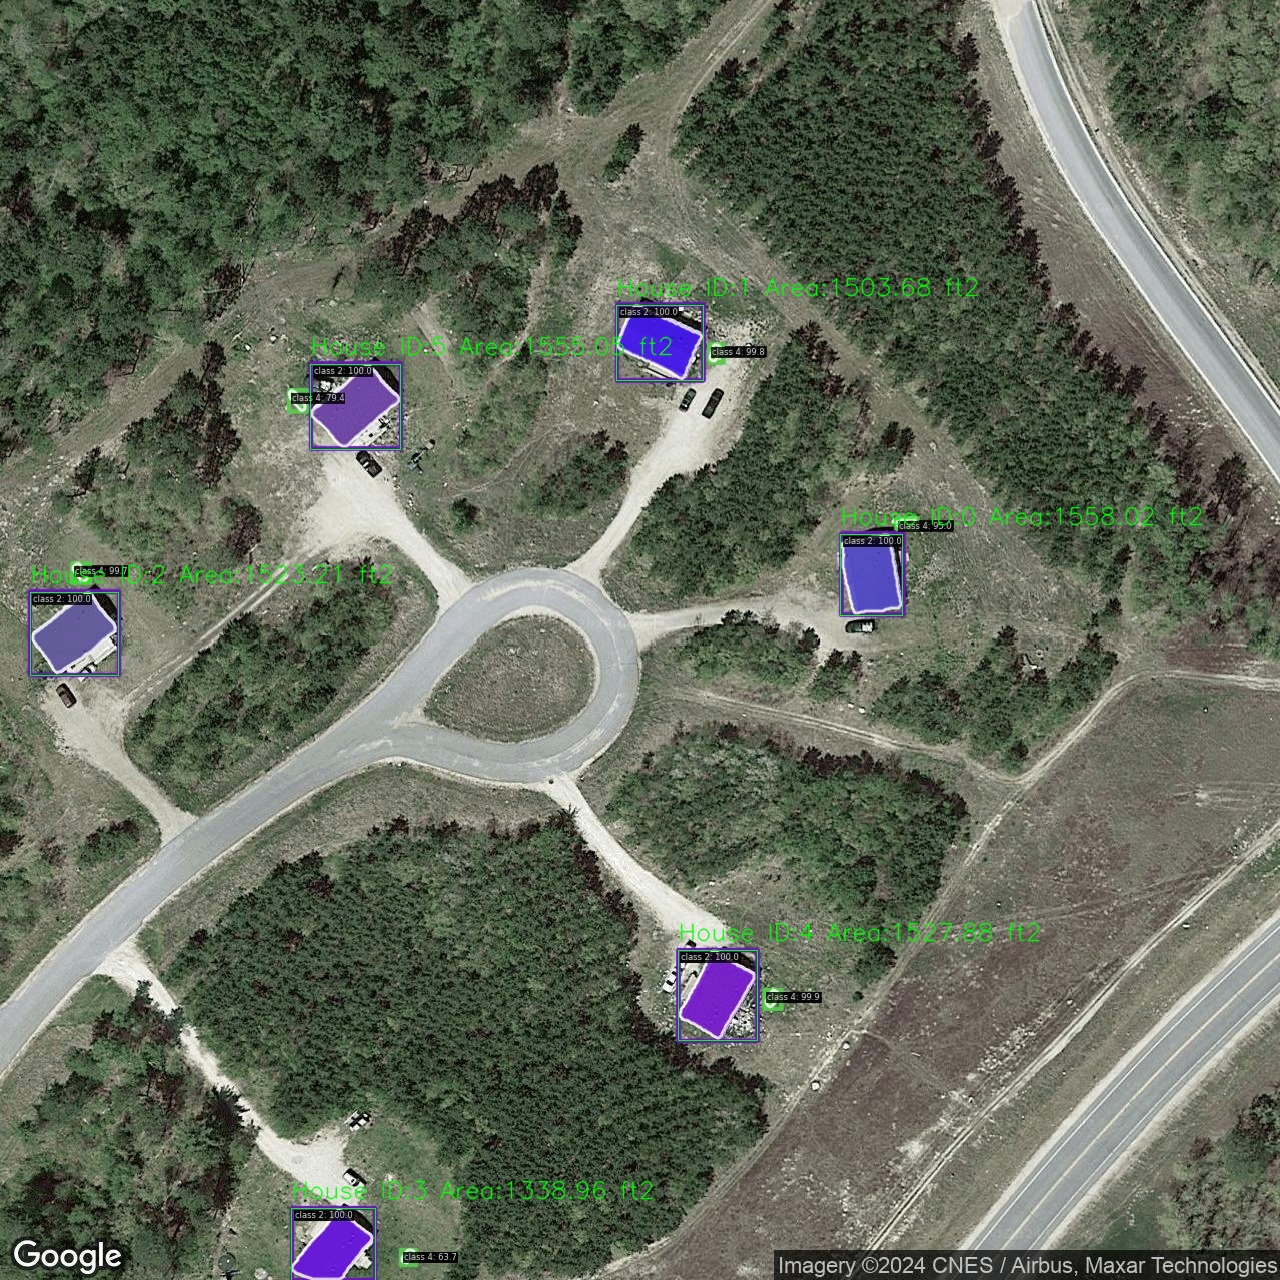 House ID:1 Area:1503.68 ft2
class 2: 100.0
class 4: 99.8
House ID:5 Area:1555.05 ft2
class 2: 100.0
class 4: 79.4
House ID:0 Area:1558.02 ft2
class 4: 95.0
class 2: 100.0
class 4: 99.7
House ID:2 Area:1523.21 ft2
class 2: 100.0
House ID:4 Area:1527.88 ft2
class 2: 100.0
class 4: 99.9
House ID:3 Area:1338.96 ft2
class 2: 100.0
class 4: 63.7
Google
Imagery ©2024 CNES / Airbus, Maxar Technologies